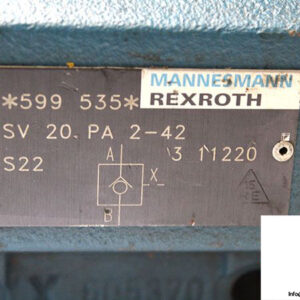 MANNESMANN
*599 535* REXROTH
SV 20 PA 2-42
S22 3 11220
A
X
B